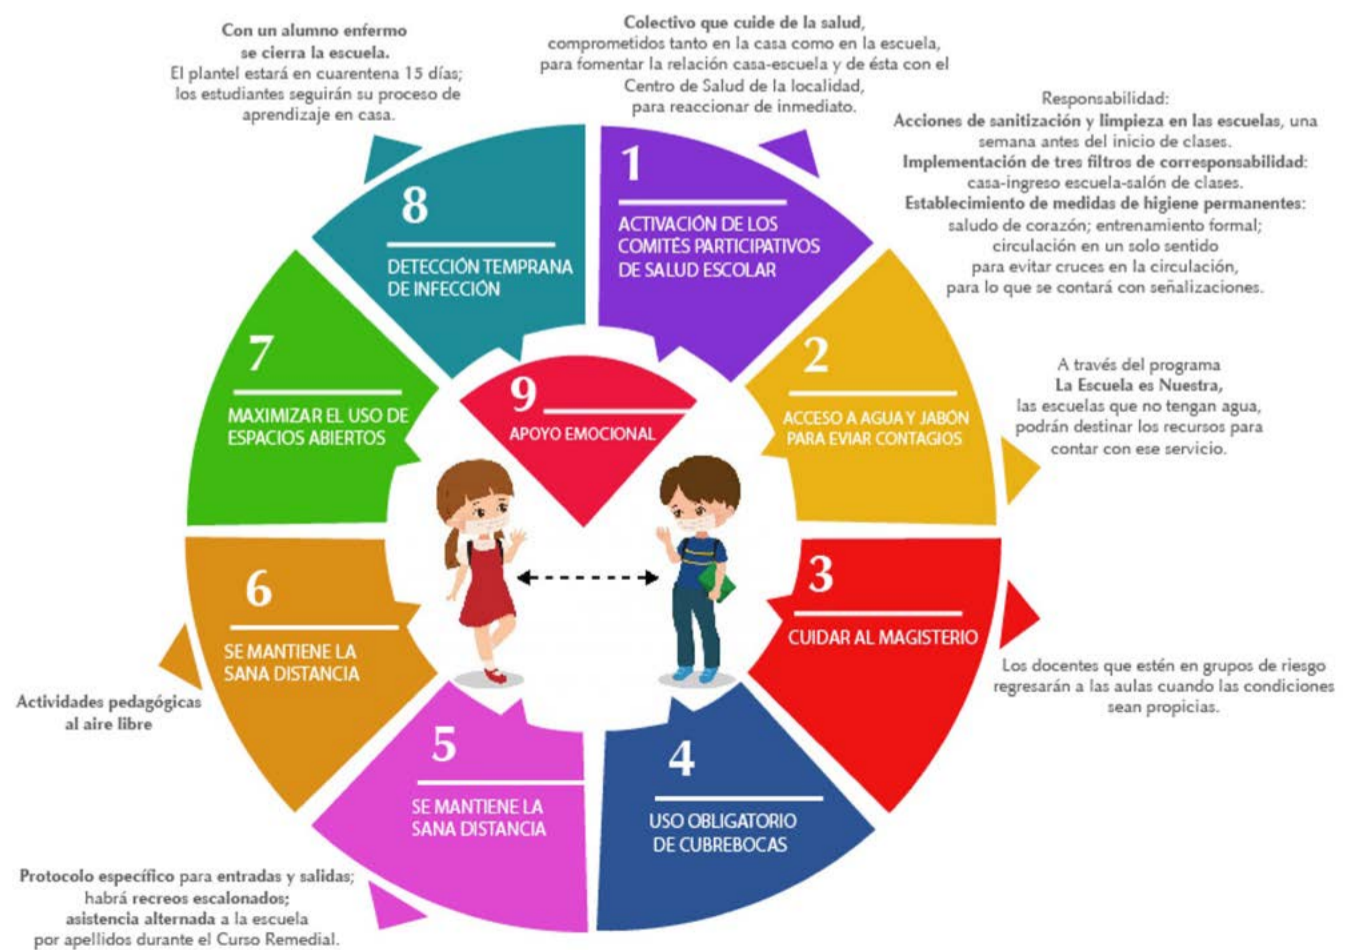 Con un alumno enfermo
se cierra la escuela.
El plantel estará en cuarentena 15 días;
los estudiantes seguirán su proceso de
aprendizaje en casa.
Colectivo que cuide de la salud,
comprometidos tanto en la casa como en la escuela,
para fomentar la relación casa-escuela y de ésta con el
Centro de Salud de la localidad,
para reaccionar de inmediato.
Responsabilidad:
Acciones de sanitización y limpieza en las escuelas, una
semana antes del inicio de clases.
Implementación de tres filtros de corresponsabilidad:
casa-ingreso escuela-salón de clases.
Establecimiento de medidas de higiene permanentes:
saludo de corazón; entrenamiento formal;
circulación en un solo sentido
para evitar cruces en la circulación,
para lo que se contará con señalizaciones.
1
ACTIVACIÓN DE LOS
COMITÉS PARTICIPATIVOS
DE SALUD ESCOLAR
2
ACCESO A AGUA Y JABÓN
PARA EVIAR CONTAGIOS
A través del programa
La Escuela es Nuestra,
las escuelas que no tengan agua,
podrán destinar los recursos para
contar con ese servicio.
3
CUIDAR AL MAGISTERIO
Los docentes que estén en grupos de riesgo
regresarán a las aulas cuando las condiciones
sean propicias.
4
USO OBLIGATORIO
DE CUBREBOCAS
5
SE MANTIENE LA
SANA DISTANCIA
Protocolo específico para entradas y salidas;
habrá recreos escalonados;
asistencia alternada a la escuela
por apellidos durante el Curso Remedial.
6
SE MANTIENE LA
SANA DISTANCIA
Actividades pedagógicas
al aire libre
7
MAXIMIZAR EL USO DE
ESPACIOS ABIERTOS
8
DETECCIÓN TEMPRANA
DE INFECCIÓN
9
APOYO EMOCIONAL